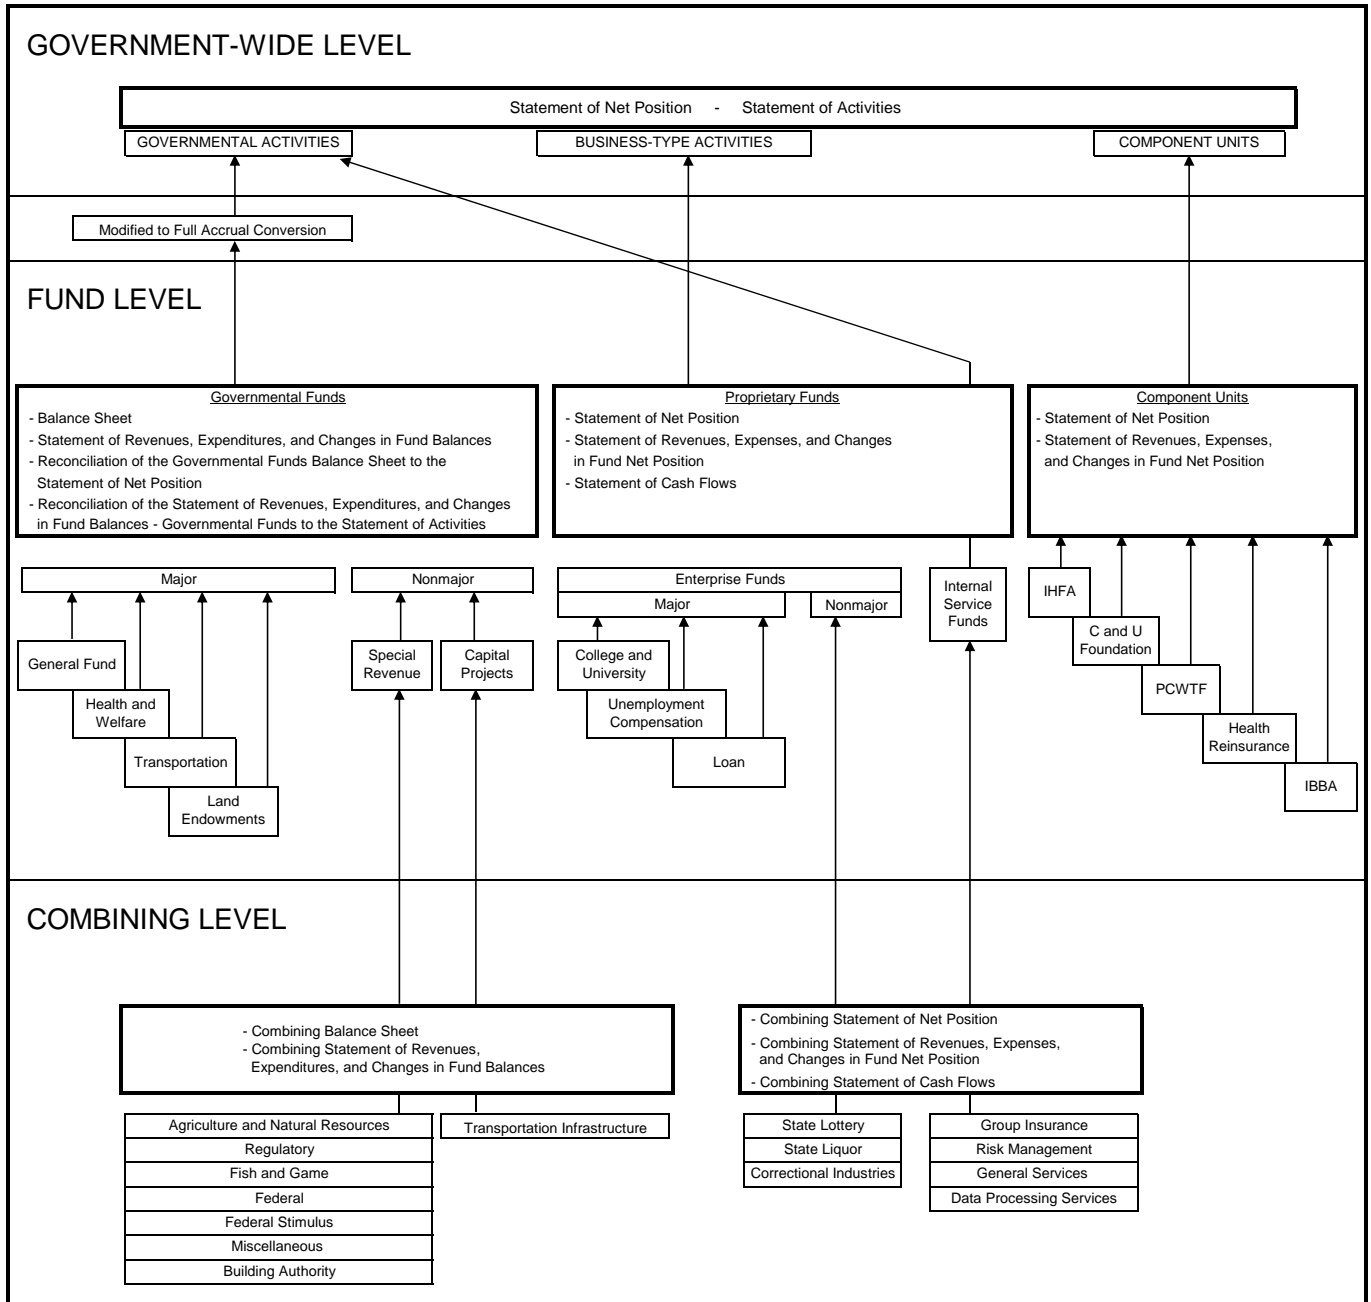 GOVERNMENT-WIDE LEVEL
Statement of Net Position - Statement of Activities
GOVERNMENTAL ACTIVITIES
BUSINESS-TYPE ACTIVITIES
COMPONENT UNITS
Modified to Full Accrual Conversion
FUND LEVEL
Governmental Funds
- Balance Sheet
- Statement of Revenues, Expenditures, and Changes in Fund Balances
- Reconciliation of the Governmental Funds Balance Sheet to the
Statement of Net Position
- Reconciliation of the Statement of Revenues, Expenditures, and Changes
in Fund Balances - Governmental Funds to the Statement of Activities
Proprietary Funds
- Statement of Net Position
- Statement of Revenues, Expenses, and Changes
in Fund Net Position
- Statement of Cash Flows
Component Units
- Statement of Net Position
- Statement of Revenues, Expenses,
and Changes in Fund Net Position
Major
General Fund
Health and
Welfare
Transportation
Land
Endowments
Nonmajor
Special
Revenue
Capital
Projects
Enterprise Funds
Major
Nonmajor
College and
University
Unemployment
Compensation
Loan
Internal
Service
Funds
IHFA
C and U
Foundation
PCWTF
Health
Reinsurance
IBBA
COMBINING LEVEL
- Combining Balance Sheet
- Combining Statement of Revenues,
Expenditures, and Changes in Fund Balances
- Combining Statement of Net Position
- Combining Statement of Revenues, Expenses,
and Changes in Fund Net Position
- Combining Statement of Cash Flows
Agriculture and Natural Resources
Regulatory
Fish and Game
Federal
Federal Stimulus
Miscellaneous
Building Authority
Transportation Infrastructure
State Lottery
State Liquor
Correctional Industries
Group Insurance
Risk Management
General Services
Data Processing Services